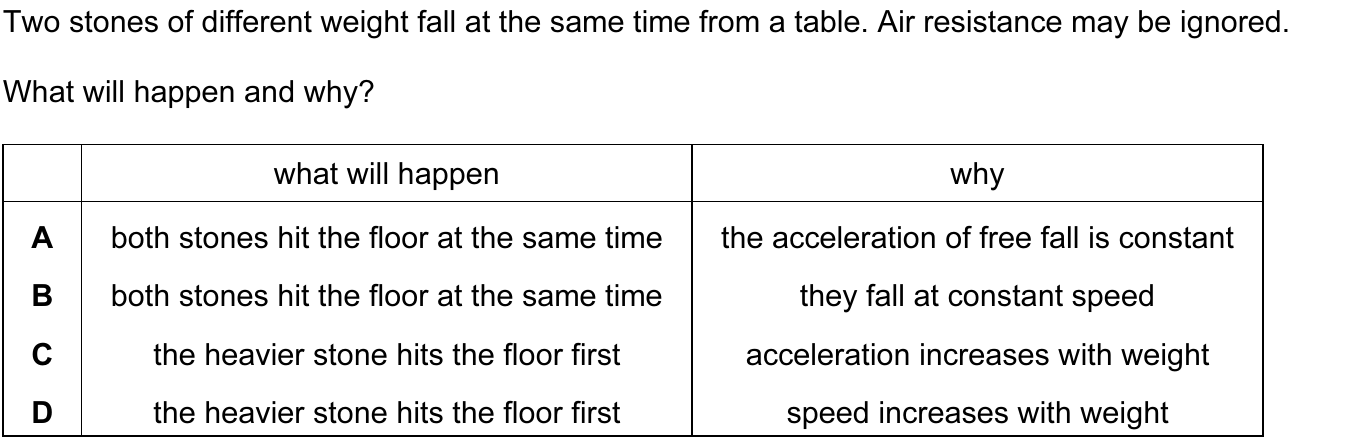 Two stones of different weight fall at the same time from a table. Air resistance may be ignored.
What will happen and why?
what will happen why
A both stones hit the floor at the same time the acceleration of free fall is constant
B both stones hit the floor at the same time they fall at constant speed
C the heavier stone hits the floor first acceleration increases with weight
D the heavier stone hits the floor first speed increases with weight